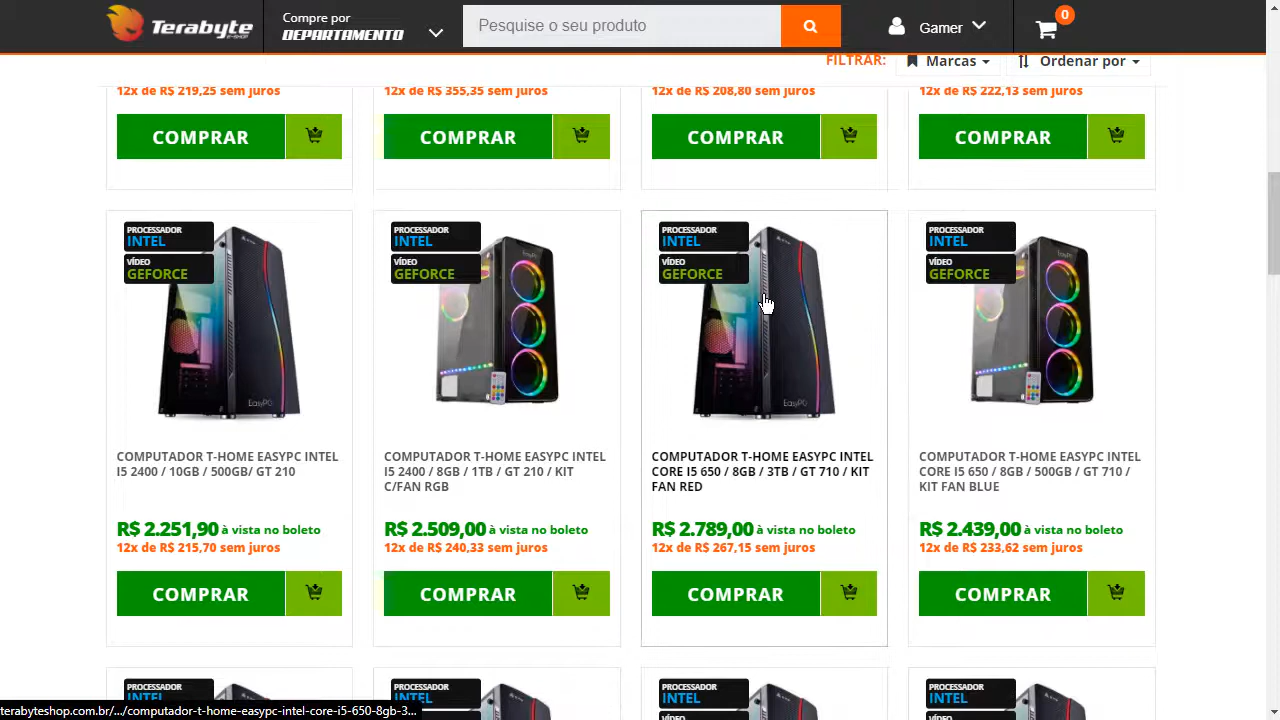 Terabyte
E-SHOP
Compre por
DEPARTAMENTO
Pesquise o seu produto
Gamer
0
FILTRAR:
Marcas
Ordenar por
12x de R$ 219,25 sem juros
12x de R$ 355,35 sem juros
12x de R$ 208,80 sem juros
12x de R$ 222,13 sem juros
COMPRAR
COMPRAR
COMPRAR
COMPRAR
PROCESSADOR
INTEL
VÍDEO
GEFORCE
EasyPC
COMPUTADOR T-HOME EASYPC INTEL
I5 2400 / 10GB / 500GB/ GT 210
R$ 2.251,90 à vista no boleto
12x de R$ 215,70 sem juros
COMPRAR
PROCESSADOR
INTEL
VÍDEO
GEFORCE
EasyPC
COMPUTADOR T-HOME EASYPC INTEL
I5 2400 / 8GB / 1TB / GT 210 / KIT
C/FAN RGB
R$ 2.509,00 à vista no boleto
12x de R$ 240,33 sem juros
COMPRAR
PROCESSADOR
INTEL
VÍDEO
GEFORCE
EasyPC
COMPUTADOR T-HOME EASYPC INTEL
CORE I5 650 / 8GB / 3TB / GT 710 / KIT
FAN RED
R$ 2.789,00 à vista no boleto
12x de R$ 267,15 sem juros
COMPRAR
PROCESSADOR
INTEL
VÍDEO
GEFORCE
EasyPC
COMPUTADOR T-HOME EASYPC INTEL
CORE I5 650 / 8GB / 500GB / GT 710 /
KIT FAN BLUE
R$ 2.439,00 à vista no boleto
12x de R$ 233,62 sem juros
COMPRAR
PROCESSADOR
INTEL
PROCESSADOR
INTEL
VÍDEO
PROCESSADOR
INTEL
VÍDEO
PROCESSADOR
INTEL
VÍDEO
terabyteshop.com.br/.../computador-t-home-easypc-intel-core-i5-650-8gb-3...